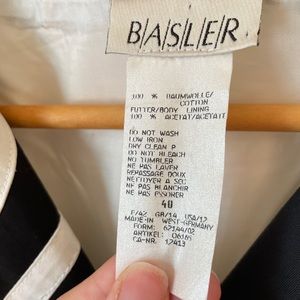 B|A|S|L|E|R
100 % BAUMWOLLE/
COTTON
FUTTER/BODY LINING
100 % ACETAT/ACETATE
DO NOT WASH
LOW IRON
DRY CLEAN P
DO NOT BLEACH
NO TUMBLER
NE PAS LAVER
REPASSAGE DOUX
NETTOYER A SEC
NE PAS BLANCHIR
NE PAS ESSORER
40
F/42 GB/14 USA/12
MADE IN WEST-GERMANY
FORM: 62144/02
ARTIKEL: 06165
CA-NR. 12413